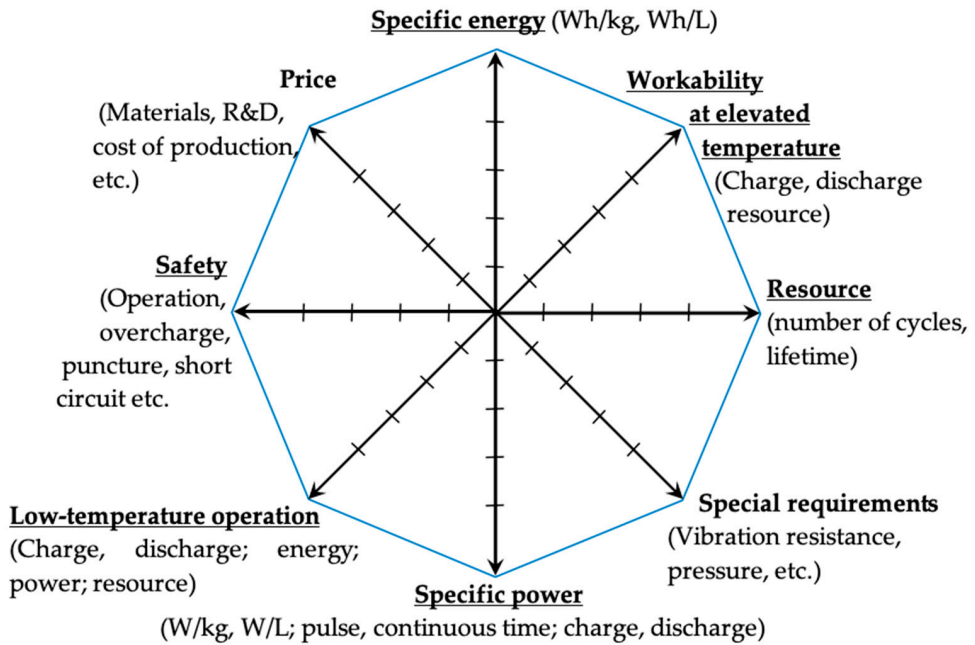 Specific energy (Wh/kg, Wh/L)
Price
(Materials, R&D,
cost of production,
etc.)
Workability
at elevated
temperature
(Charge, discharge
resource)
Safety
(Operation,
overcharge,
puncture, short
circuit etc.
Resource
(number of cycles,
lifetime)
Low-temperature operation
(Charge, discharge; energy;
power; resource)
Special requirements
(Vibration resistance,
pressure, etc.)
Specific power
(W/kg, W/L; pulse, continuous time; charge, discharge)